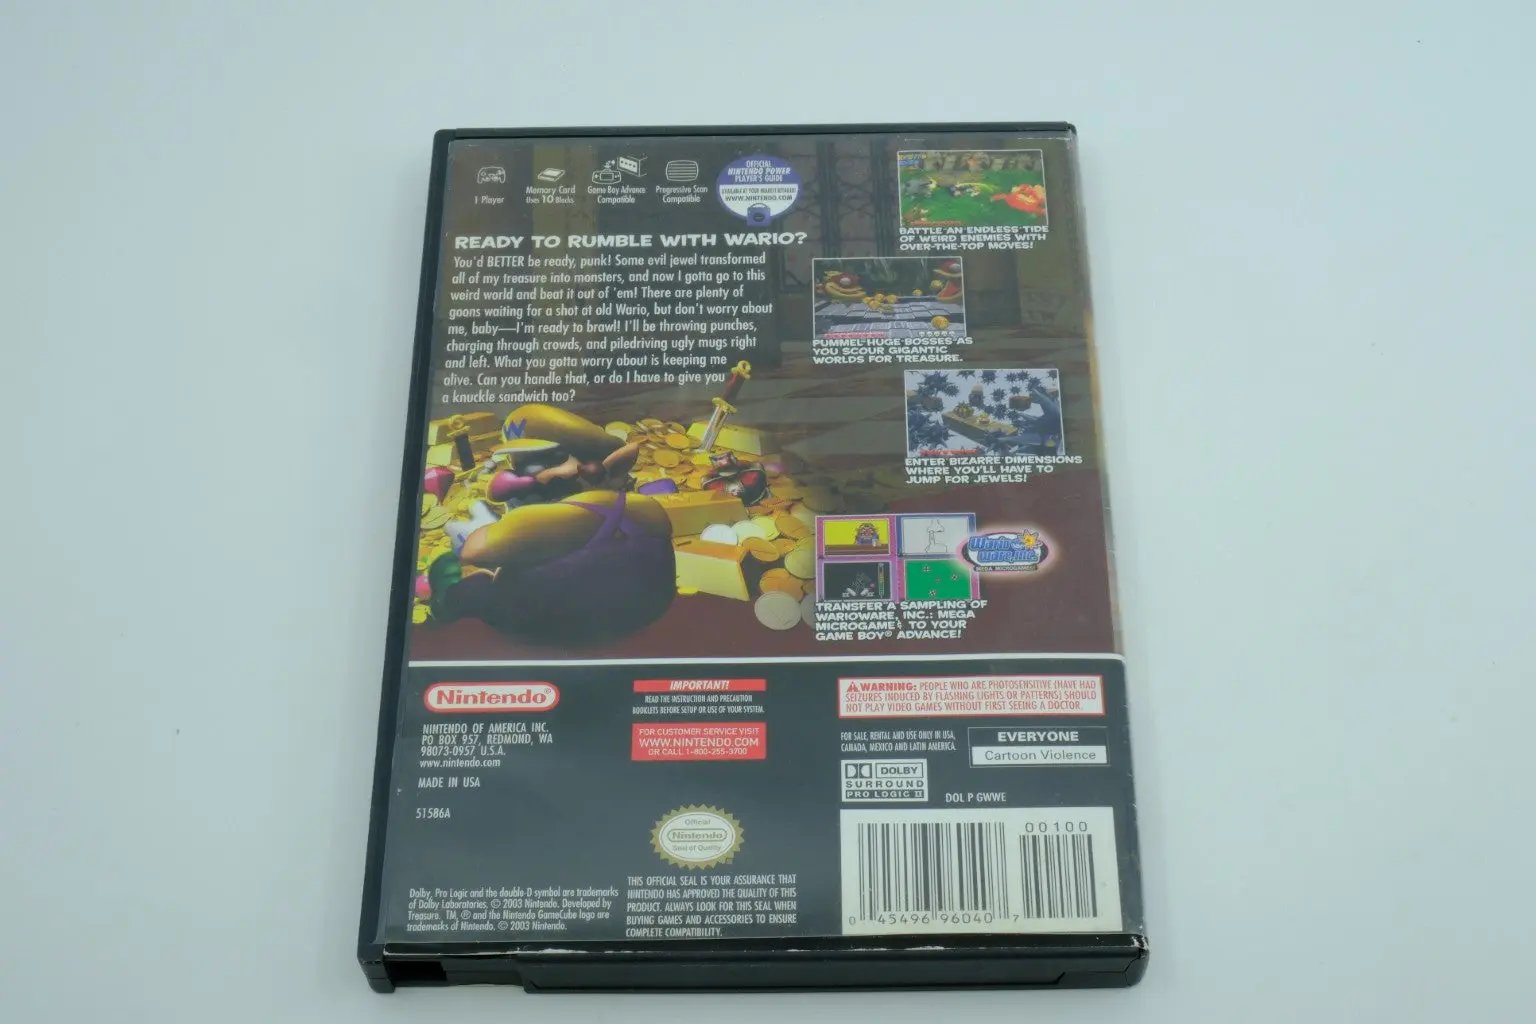 1 Player
Memory Card
Uses 10 Blocks
Game Boy Advance
Compatible
Progressive Scan
Compatible
OFFICIAL
NINTENDO POWER
PLAYER'S GUIDE
AVAILABLE AT YOUR NEAREST RETAILER!
WWW.NINTENDO.COM
READY TO RUMBLE WITH WARIO?
You'd BETTER be ready, punk! Some evil jewel transformed
all of my treasure into monsters, and now I gotta go to this
weird world and beat it out of 'em! There are plenty of
goons waiting for a shot at old Wario, but don't worry about
me, baby—I'm ready to brawl! I'll be throwing punches,
charging through crowds, and piledriving ugly mugs right
and left. What you gotta worry about is keeping me
alive. Can you handle that, or do I have to give you
a knuckle sandwich too?
BATTLE AN ENDLESS TIDE
OF WEIRD ENEMIES WITH
OVER-THE-TOP MOVES!
PUMMEL HUGE BOSSES AS
YOU SCOUR GIGANTIC
WORLDS FOR TREASURE.
ENTER BIZARRE DIMENSIONS
WHERE YOU'LL HAVE TO
JUMP FOR JEWELS!
W
Wario
Ware, Inc.
MEGA MICROGAME$
TRANSFER A SAMPLING OF
WARIOWARE, INC.: MEGA
MICROGAME$ TO YOUR
GAME BOY® ADVANCE!
Nintendo®
NINTENDO OF AMERICA INC.
PO BOX 957, REDMOND, WA
98073-0957 U.S.A.
www.nintendo.com
MADE IN USA
51586A
IMPORTANT!
READ THE INSTRUCTION AND PRECAUTION
BOOKLETS BEFORE SETUP OR USE OF YOUR SYSTEM.
FOR CUSTOMER SERVICE VISIT
WWW.NINTENDO.COM
OR CALL 1-800-255-3700
WARNING: PEOPLE WHO ARE PHOTOSENSITIVE (HAVE HAD
SEIZURES INDUCED BY FLASHING LIGHTS OR PATTERNS) SHOULD
NOT PLAY VIDEO GAMES WITHOUT FIRST SEEING A DOCTOR.
FOR SALE, RENTAL AND USE ONLY IN USA,
CANADA, MEXICO AND LATIN AMERICA.
EVERYONE
Cartoon Violence
DOLBY
SURROUND
PRO LOGIC II
DOL P GWWE
Official
Nintendo
Seal of Quality
THIS OFFICIAL SEAL IS YOUR ASSURANCE THAT
NINTENDO HAS APPROVED THE QUALITY OF THIS
PRODUCT. ALWAYS LOOK FOR THIS SEAL WHEN
BUYING GAMES AND ACCESSORIES TO ENSURE
COMPLETE COMPATIBILITY.
Dolby, Pro Logic and the double-D symbol are trademarks
of Dolby Laboratories. © 2003 Nintendo. Developed by
Treasure. TM, ® and the Nintendo GameCube logo are
trademarks of Nintendo. © 2003 Nintendo.
00100
0 45496 96040 7